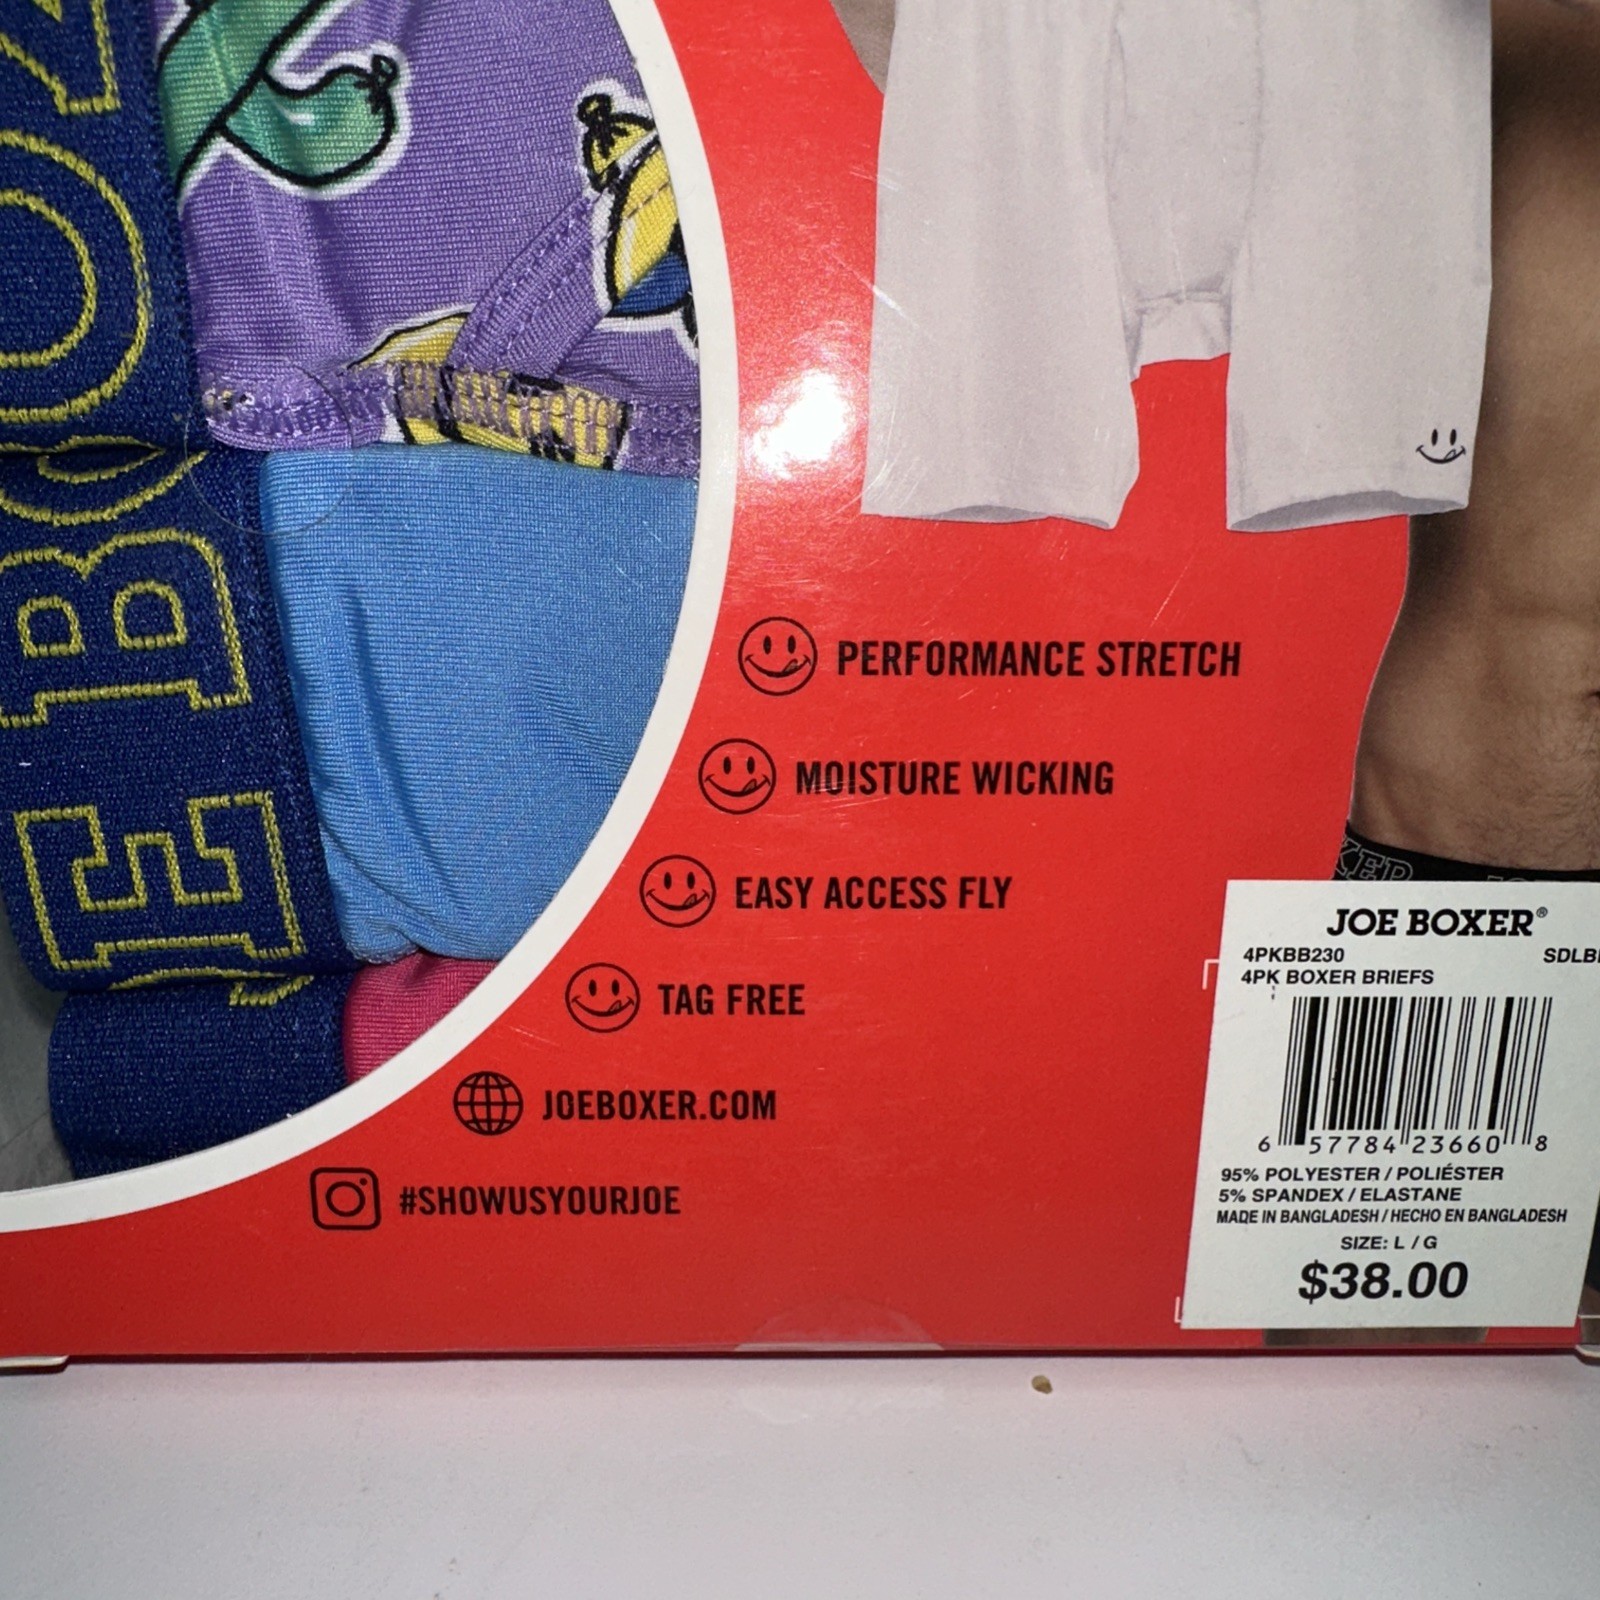 PERFORMANCE STRETCH
MOISTURE WICKING
EASY ACCESS FLY
TAG FREE
JOEBOXER.COM
#SHOWUSYOURJOE
JOE BOXER®
4PKBB230
4PK BOXER BRIEFS
6 57784 23660 8
95% POLYESTER / POLIÉSTER
5% SPANDEX / ELASTANE
MADE IN BANGLADESH / HECHO EN BANGLADESH
SIZE: L / G
$38.00